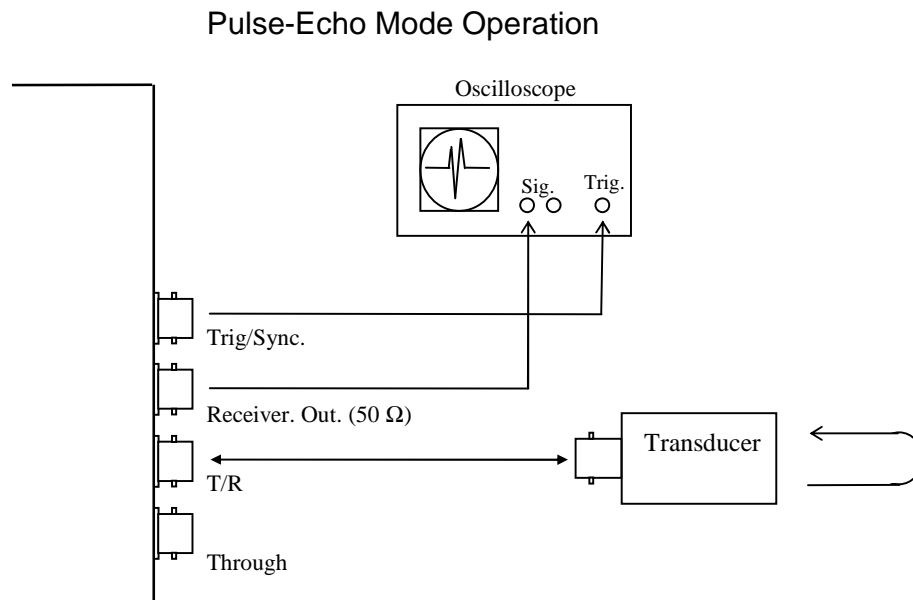 Pulse-Echo Mode Operation
Oscilloscope
Sig.
Trig.
Trig/Sync.
Receiver. Out. (50 Ω)
Transducer
T/R
Through